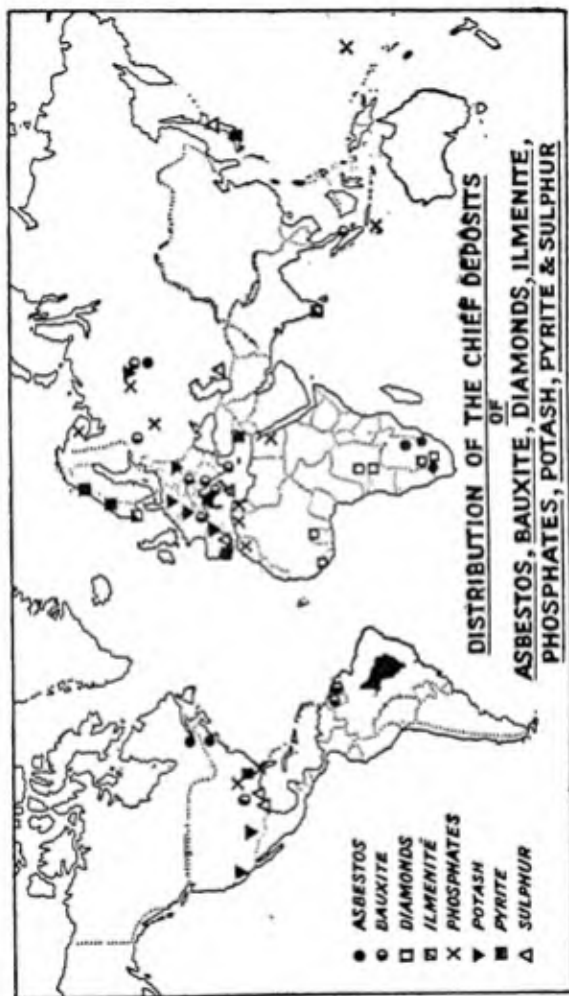 DISTRIBUTION OF THE CHIEF DEPOSITS
OF
ASBESTOS, BAUXITE, DIAMONDS, ILMENITE,
PHOSPHATES, POTASH, PYRITE & SULPHUR
ASBESTOS
BAUXITE
DIAMONDS
ILMENITE
PHOSPHATES
POTASH
PYRITE
SULPHUR